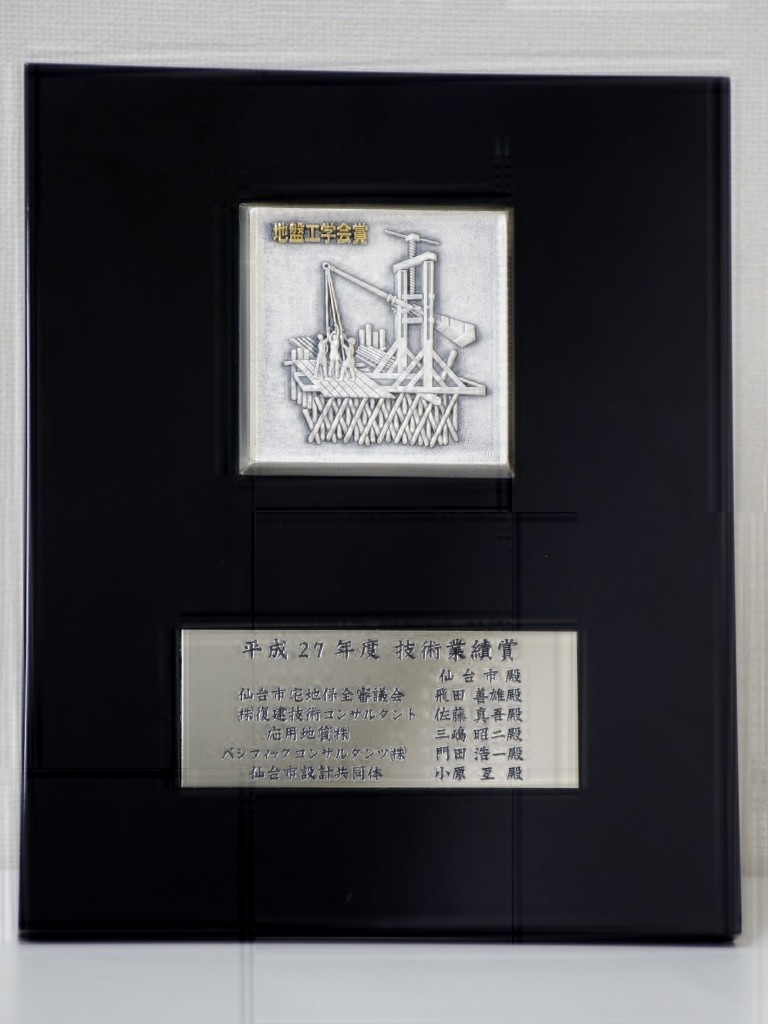 地盤工学会賞
平成27年度 技術業績賞
仙台市殿
仙台市宅地保全審議会 飛田 善雄殿
㈱復建技術コンサルタント 佐藤 真吾殿
応用地質㈱ 三嶋 昭二殿
パシフィックコンサルタンツ㈱ 門田 浩一殿
仙台市設計共同体 小原 亙 殿